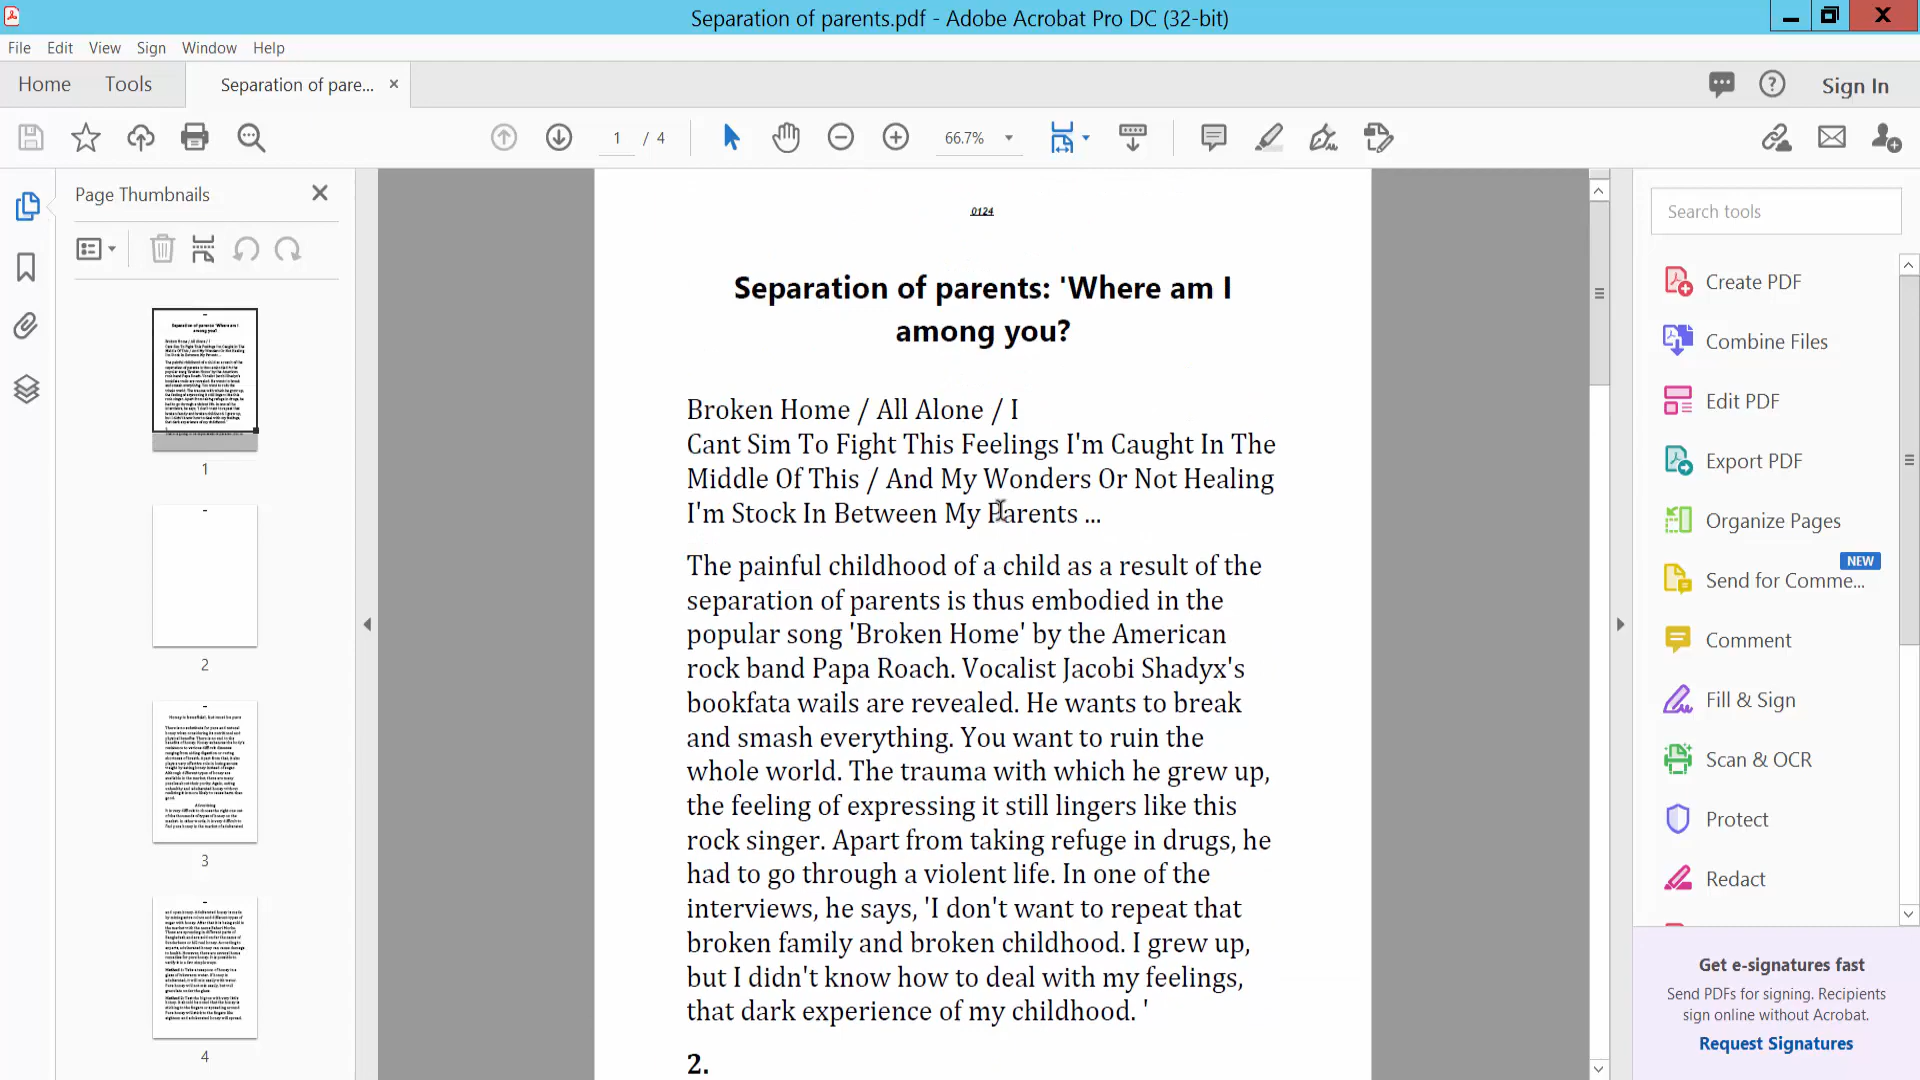 Separation of parents.pdf - Adobe Acrobat Pro DC (32-bit)
File Edit View Sign Window Help
Home Tools Separation of pare... Sign In
1 / 4 66.7%
Page Thumbnails
1
2
3
4
0124
Separation of parents: 'Where am I
among you?
Broken Home / All Alone / I
Cant Sim To Fight This Feelings I'm Caught In The
Middle Of This / And My Wonders Or Not Healing
I'm Stock In Between My Parents ...
The painful childhood of a child as a result of the
separation of parents is thus embodied in the
popular song 'Broken Home' by the American
rock band Papa Roach. Vocalist Jacobi Shadyx's
bookfata wails are revealed. He wants to break
and smash everything. You want to ruin the
whole world. The trauma with which he grew up,
the feeling of expressing it still lingers like this
rock singer. Apart from taking refuge in drugs, he
had to go through a violent life. In one of the
interviews, he says, 'I don't want to repeat that
broken family and broken childhood. I grew up,
but I didn't know how to deal with my feelings,
that dark experience of my childhood. '
2.
Search tools
Create PDF
Combine Files
Edit PDF
Export PDF
Organize Pages
NEW
Send for Comme...
Comment
Fill & Sign
Scan & OCR
Protect
Redact
Get e-signatures fast
Send PDFs for signing. Recipients
sign online without Acrobat.
Request Signatures